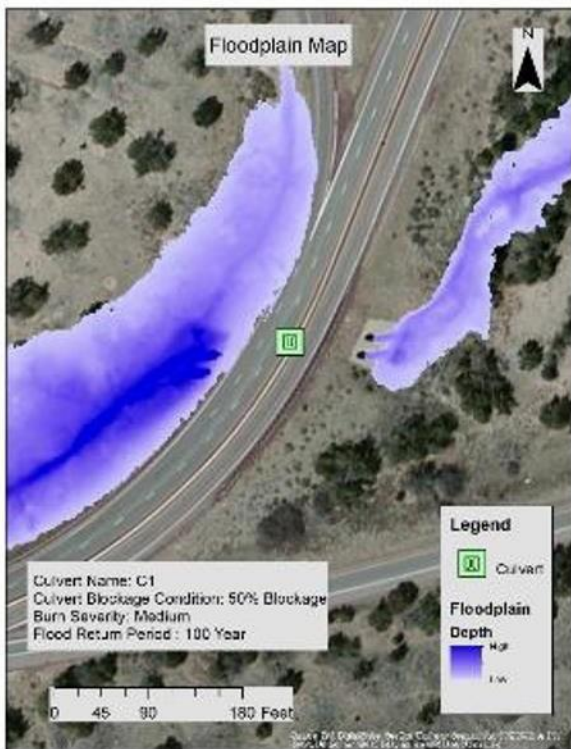 Floodplain Map
N
Legend
Culvert
Floodplain
Depth
High
Low
Culvert Name: C1
Culvert Blockage Condition: 50% Blockage
Burn Severity: Medium
Flood Return Period : 100 Year
0 45 90 180 Feet